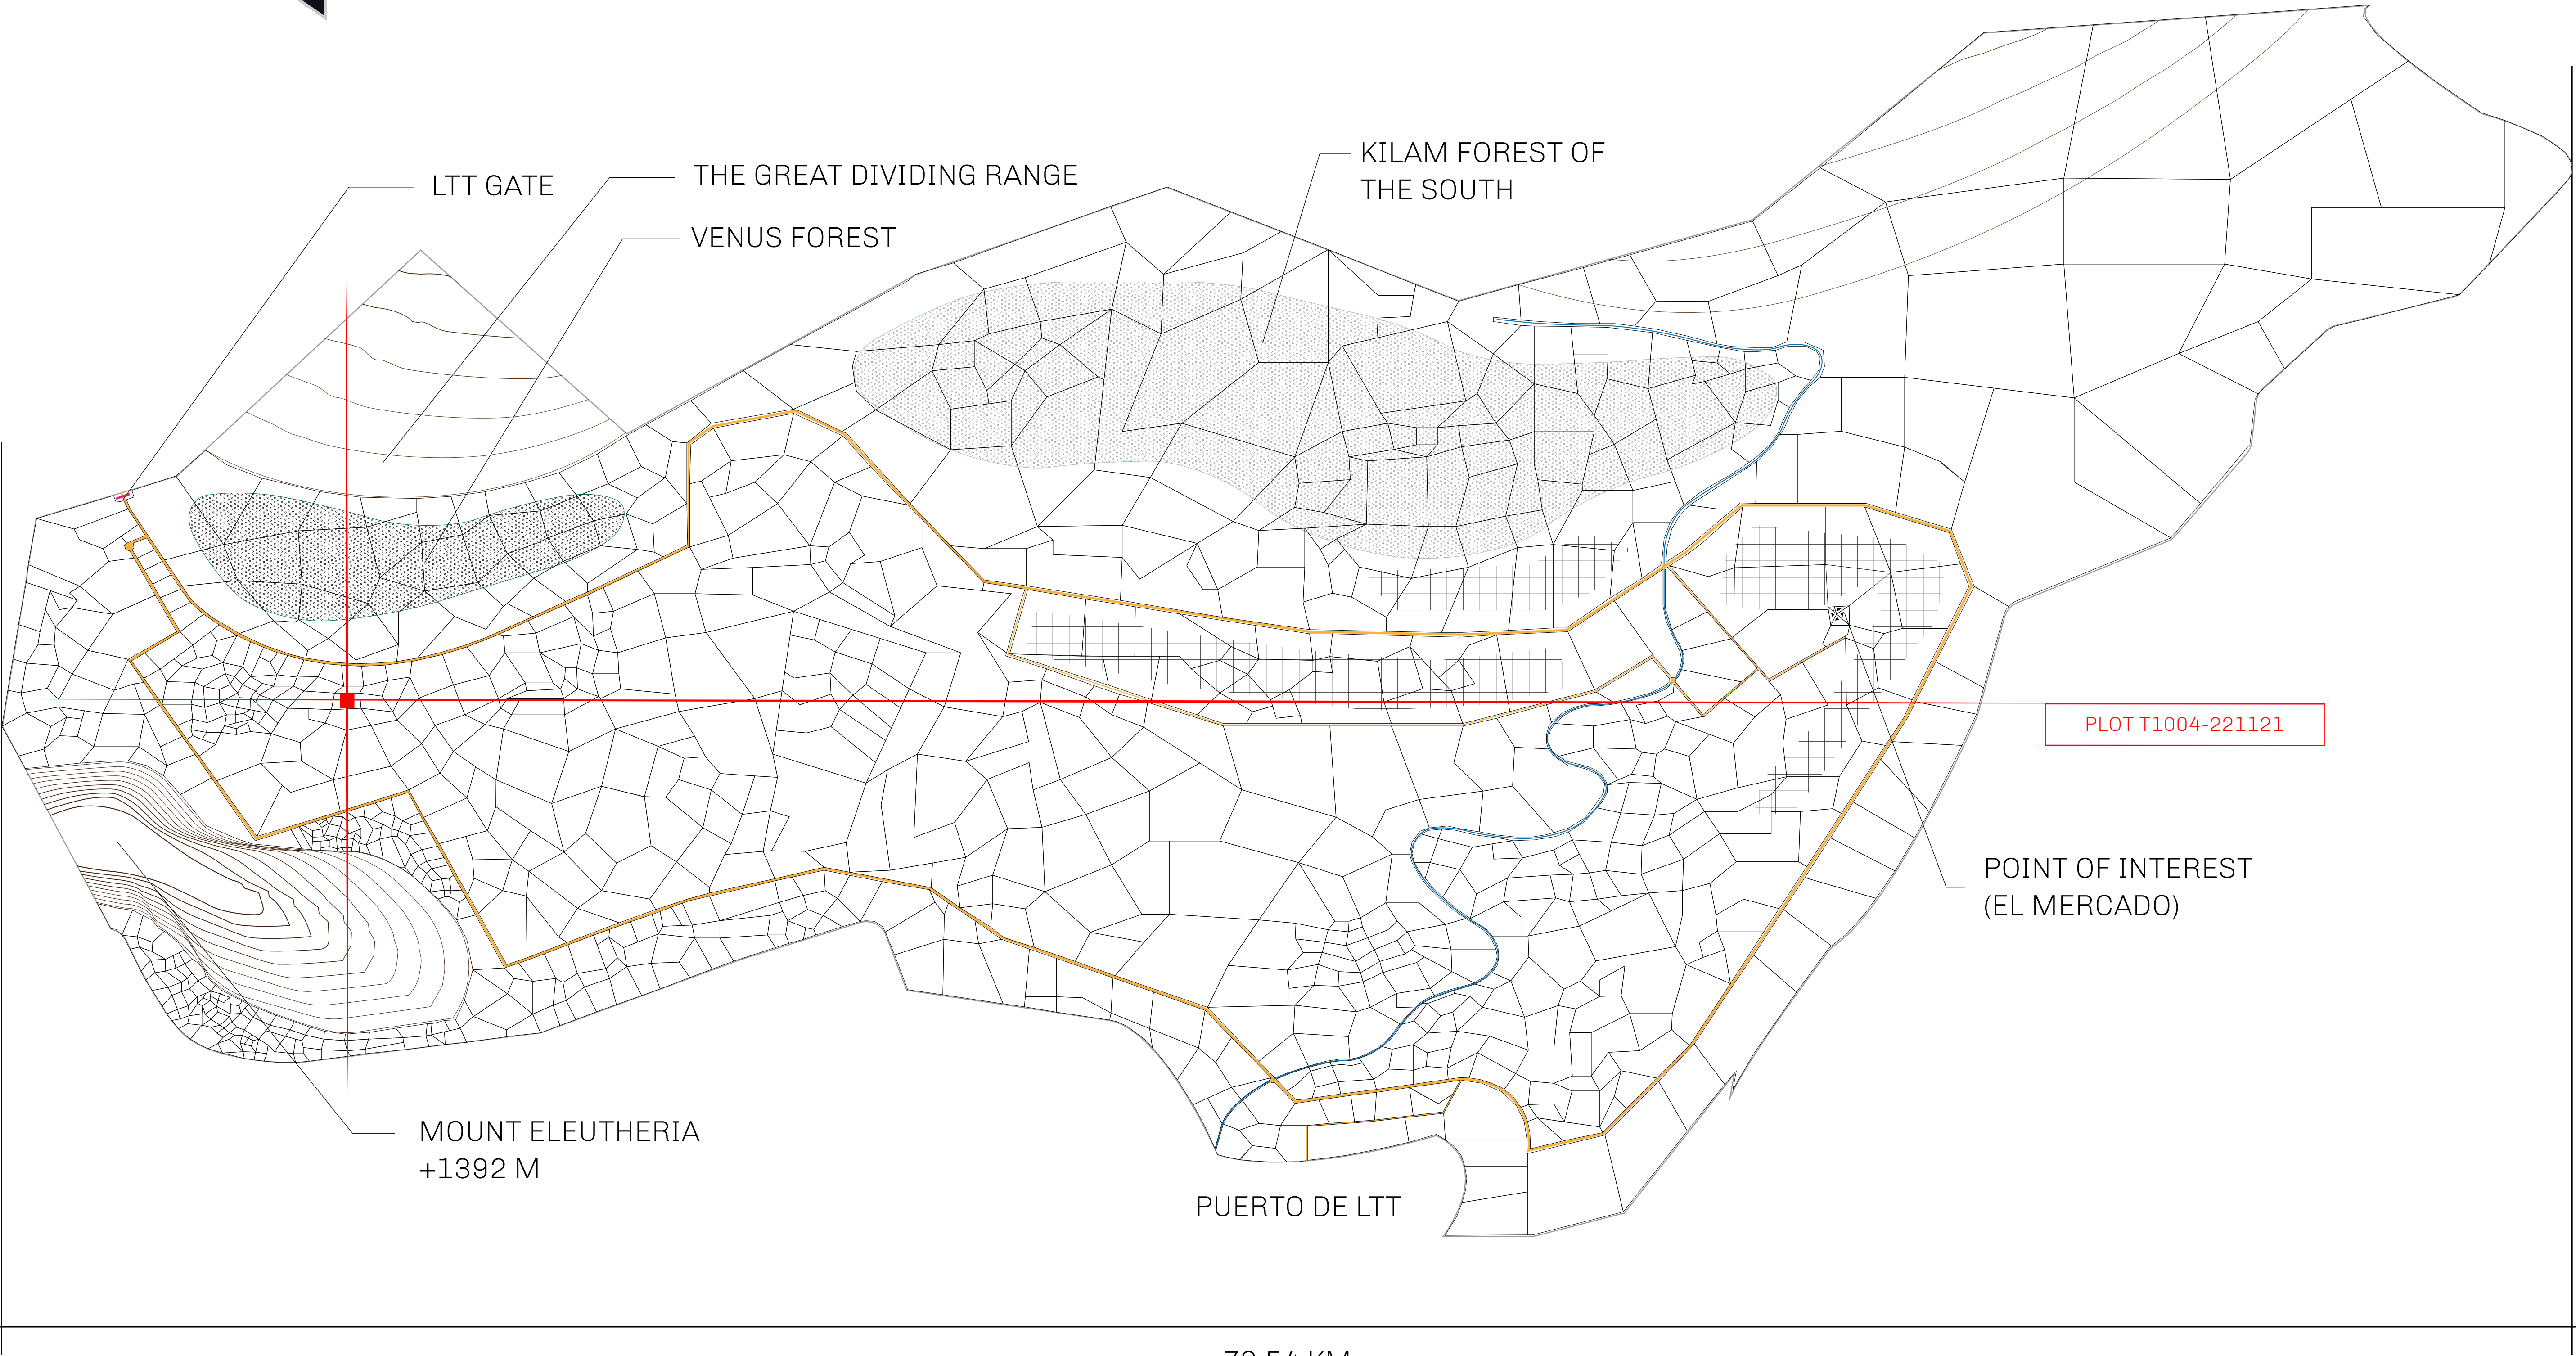 KILAM FOREST OF
THE SOUTH
LTT GATE
THE GREAT DIVIDING RANGE
VENUS FOREST
PLOT T1004-221121
POINT OF INTEREST
(EL MERCADO)
MOUNT ELEUTHERIA
+1392 M
PUERTO DE LTT
KM